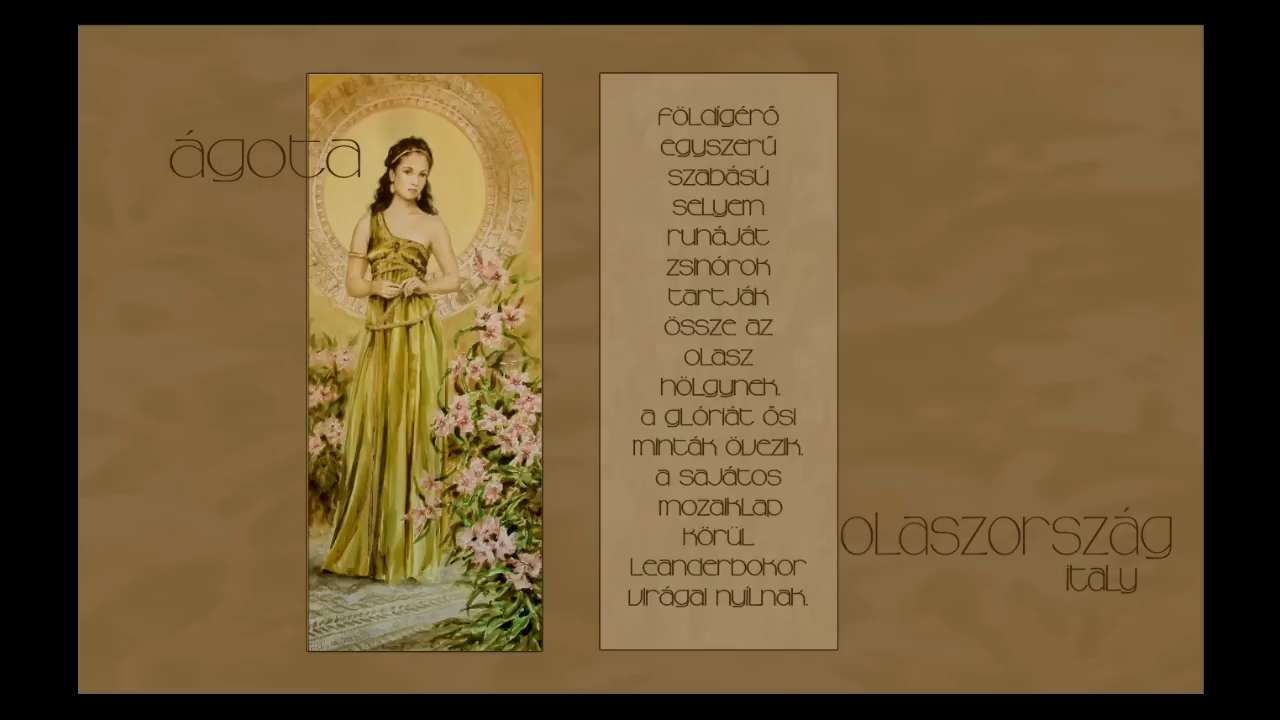 ágota
földígérő
egyszerű
szabású
selyem
ruháját
zsinórok
tartják
össze az
olasz
hölgynek.
a glóriát ősi
minták övezik.
a sajátos
mozaiklap
körül
leanderbokor
virágai nyílnak.
olaszország
italy